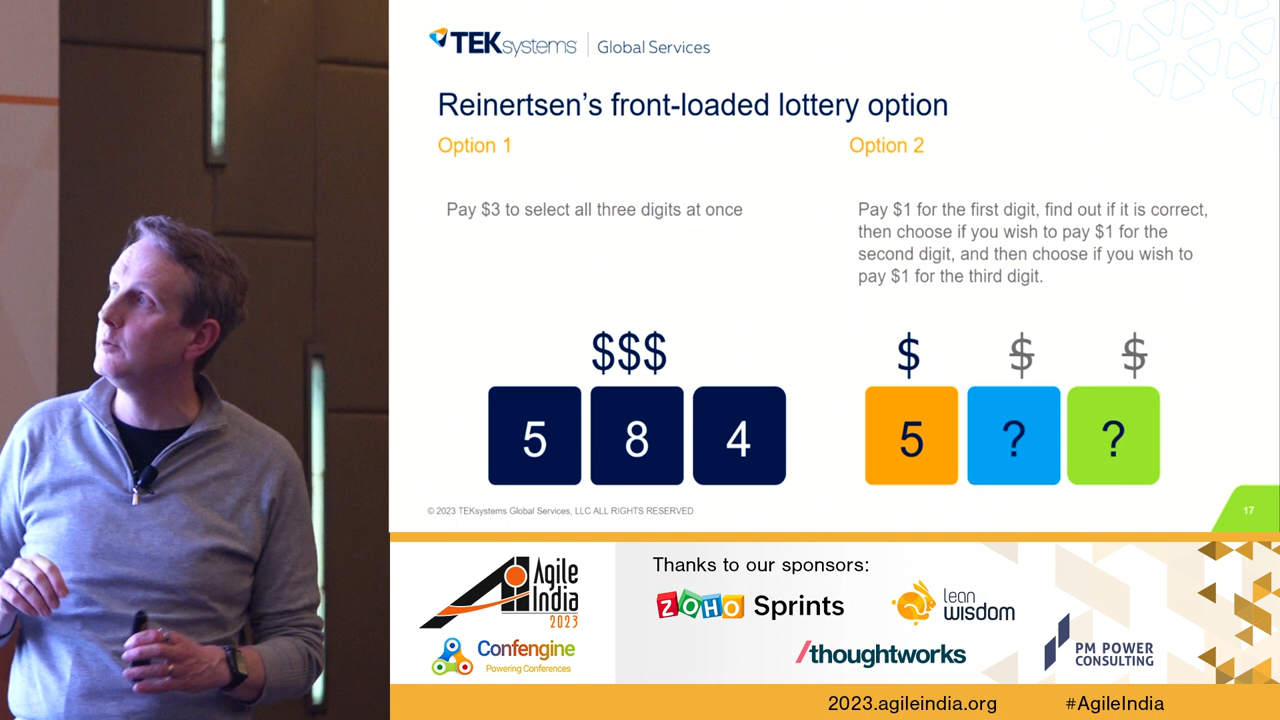 TEKsystems | Global Services
Reinertsen's front-loaded lottery option
Option 1
Pay $3 to select all three digits at once
$$$
5 8 4
Option 2
Pay $1 for the first digit, find out if it is correct,
then choose if you wish to pay $1 for the
second digit, and then choose if you wish to
pay $1 for the third digit.
$ $ $
5 ? ?
© 2023 TEKsystems Global Services, LLC ALL RIGHTS RESERVED
17
Agile
India
2023
Confengine
Powering Conferences
Thanks to our sponsors:
ZOHO Sprints
lean
wisdom
/thoughtworks
PM POWER
CONSULTING
2023.agileindia.org
#AgileIndia